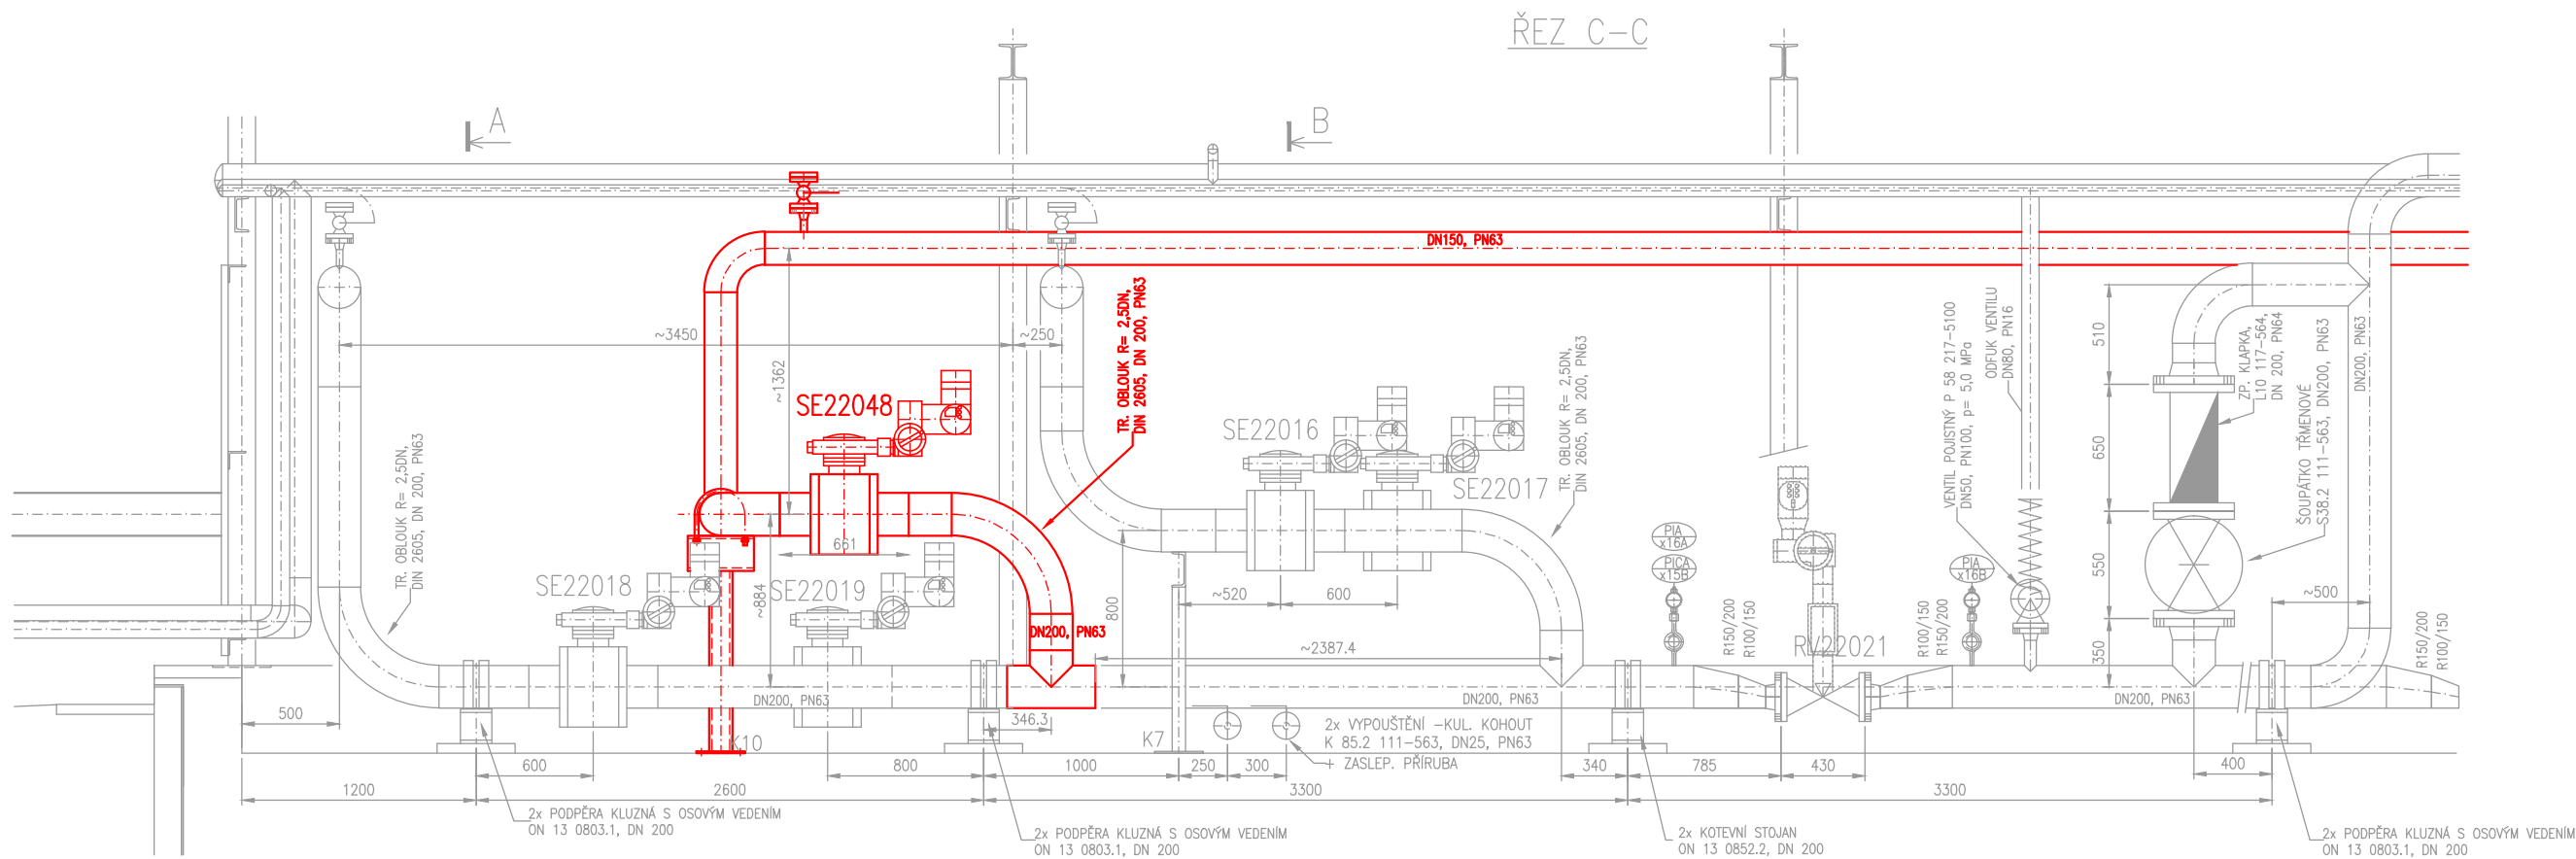 ŘEZ C-C
A
B
DN150, PN63
~3450
~250
~1362
TR. OBLOUK R= 2,5DN,
DIN 2605, DN 200, PN63
SE22048
TR. OBLOUK R= 2,5DN,
DIN 2605, DN 200, PN63
SE22016
SE22017
TR. OBLOUK R= 2,5DN,
DIN 2605, DN 200, PN63
VENTIL POJISTNÝ P 58 217-5100
DN50, PN100, p= 5,0 MPa
ODFUK VENTILU
DN80, PN16
510
650
550
350
ZP. KLAPKA,
L10 117-564,
DN 200, PN64
ŠOUPÁTKO TŘMENOVÉ
S38.2 111-563, DN200, PN63
DN200, PN63
661
~884
800
SE22018
SE22019
~520
600
PIA
x16A
PICA
x15B
PIA
x16B
~500
DN200, PN63
~2387.4
R150/200
R100/150
RV22021
R100/150
R150/200
R150/200
R100/150
DN200, PN63
DN200, PN63
DN200, PN63
500
346.3
K10
K7
2x VYPOUŠTĚNÍ -KUL. KOHOUT
K 85.2 111-563, DN25, PN63
+ ZASLEP. PŘÍRUBA
600
800
1000
250
300
340
785
430
400
1200
2600
3300
3300
2x PODPĚRA KLUZNÁ S OSOVÝM VEDENÍM
ON 13 0803.1, DN 200
2x PODPĚRA KLUZNÁ S OSOVÝM VEDENÍM
ON 13 0803.1, DN 200
2x KOTEVNÍ STOJAN
ON 13 0852.2, DN 200
2x PODPĚRA KLUZNÁ S OSOVÝM VEDENÍM
ON 13 0803.1, DN 200